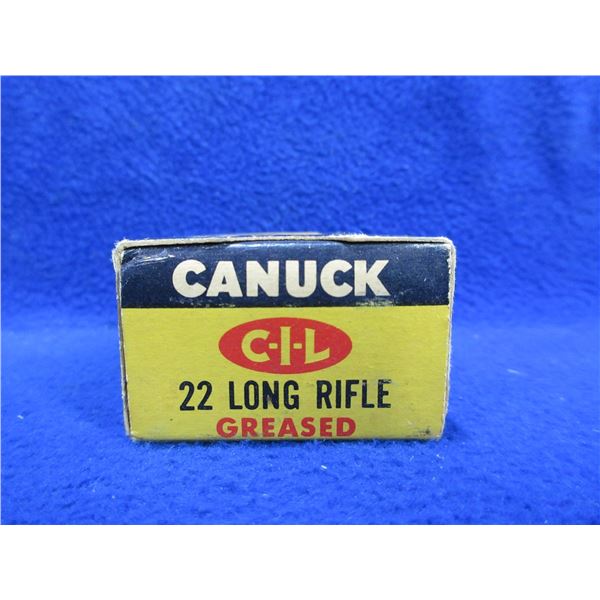 CANUCK
C-I-L
22 LONG RIFLE
GREASED